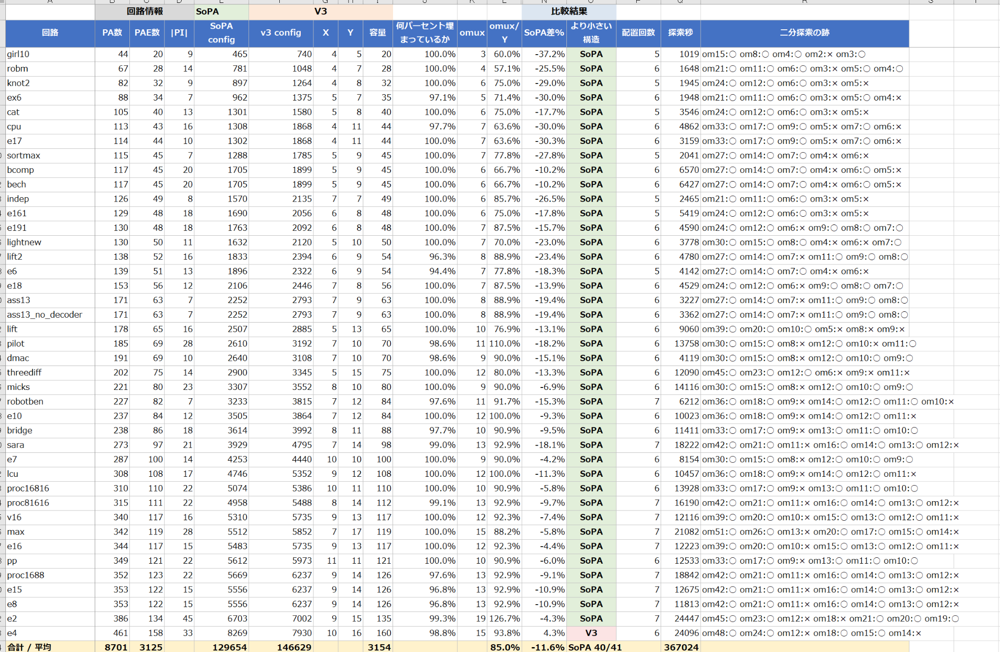 回路情報 SoPA V3 比較結果
回路 PA数 PAE数 |PI| SoPA config v3 config X Y 容量 何パーセント埋まっているか omux omux/Y SoPA差% より小さい構造 配置回数 探索秒 二分探索の跡
girl10 44 20 9 465 740 4 5 20 100.0% 3 60.0% -37.2% SoPA 5 1019 om15:○ om8:○ om4:○ om2:× om3:○
robm 67 28 14 781 1048 4 7 28 100.0% 4 57.1% -25.5% SoPA 6 1648 om21:○ om11:○ om6:○ om3:× om5:○ om4:○
knot2 82 32 9 897 1264 4 8 32 100.0% 6 75.0% -29.0% SoPA 5 1945 om24:○ om12:○ om6:○ om3:× om5:×
ex6 88 34 7 962 1375 5 7 35 97.1% 5 71.4% -30.0% SoPA 6 1948 om21:○ om11:○ om6:○ om3:× om5:○ om4:×
cat 105 40 13 1301 1580 5 8 40 100.0% 6 75.0% -17.7% SoPA 5 3546 om24:○ om12:○ om6:○ om3:× om5:×
cpu 113 43 16 1308 1868 4 11 44 97.7% 7 63.6% -30.0% SoPA 6 4862 om33:○ om17:○ om9:○ om5:× om7:○ om6:×
e17 114 44 10 1302 1868 4 11 44 100.0% 7 63.6% -30.3% SoPA 6 3159 om33:○ om17:○ om9:○ om5:× om7:○ om6:×
sortmax 115 45 7 1288 1785 5 9 45 100.0% 7 77.8% -27.8% SoPA 5 2041 om27:○ om14:○ om7:○ om4:× om6:×
bcomp 117 45 20 1705 1899 5 9 45 100.0% 6 66.7% -10.2% SoPA 6 6570 om27:○ om14:○ om7:○ om4:× om6:○ om5:×
bech 117 45 20 1705 1899 5 9 45 100.0% 6 66.7% -10.2% SoPA 6 6427 om27:○ om14:○ om7:○ om4:× om6:○ om5:×
indep 126 49 8 1570 2135 7 7 49 100.0% 6 85.7% -26.5% SoPA 5 2465 om21:○ om11:○ om6:○ om3:× om5:×
e161 129 48 18 1690 2056 6 8 48 100.0% 6 75.0% -17.8% SoPA 5 5419 om24:○ om12:○ om6:○ om3:× om5:×
e191 130 48 18 1763 2092 6 8 48 100.0% 7 87.5% -15.7% SoPA 6 4590 om24:○ om12:○ om6:× om9:○ om8:○ om7:○
lightnew 130 50 11 1632 2120 5 10 50 100.0% 7 70.0% -23.0% SoPA 6 3778 om30:○ om15:○ om8:○ om4:× om6:× om7:○
lift2 138 52 16 1833 2394 6 9 54 96.3% 8 88.9% -23.4% SoPA 6 4780 om27:○ om14:○ om7:× om11:○ om9:○ om8:○
e6 139 51 13 1896 2322 6 9 54 94.4% 7 77.8% -18.3% SoPA 5 4142 om27:○ om14:○ om7:○ om4:× om6:×
e18 153 56 12 2106 2446 7 8 56 100.0% 7 87.5% -13.9% SoPA 6 4529 om24:○ om12:○ om6:× om9:○ om8:○ om7:○
ass13 171 63 7 2252 2793 7 9 63 100.0% 8 88.9% -19.4% SoPA 6 3227 om27:○ om14:○ om7:× om11:○ om9:○ om8:○
ass13_no_decoder 171 63 7 2252 2793 7 9 63 100.0% 8 88.9% -19.4% SoPA 6 3362 om27:○ om14:○ om7:× om11:○ om9:○ om8:○
lift 178 65 16 2507 2885 5 13 65 100.0% 10 76.9% -13.1% SoPA 6 9060 om39:○ om20:○ om10:○ om5:× om8:× om9:×
pilot 185 69 28 2610 3192 7 10 70 98.6% 11 110.0% -18.2% SoPA 6 13758 om30:○ om15:○ om8:× om12:○ om10:× om11:○
dmac 191 69 10 2640 3108 7 10 70 98.6% 9 90.0% -15.1% SoPA 6 4119 om30:○ om15:○ om8:× om12:○ om10:○ om9:○
threediff 202 75 14 2900 3345 5 15 75 100.0% 12 80.0% -13.3% SoPA 6 12090 om45:○ om23:○ om12:○ om6:× om9:× om11:×
micks 221 80 23 3307 3552 8 10 80 100.0% 9 90.0% -6.9% SoPA 6 14116 om30:○ om15:○ om8:× om12:○ om10:○ om9:○
robotben 227 82 7 3233 3815 7 12 84 97.6% 11 91.7% -15.3% SoPA 7 6212 om36:○ om18:○ om9:× om14:○ om12:○ om11:○ om10:×
e10 237 84 12 3505 3864 7 12 84 100.0% 12 100.0% -9.3% SoPA 6 10023 om36:○ om18:○ om9:× om14:○ om12:○ om11:×
bridge 238 86 18 3614 3992 8 11 88 97.7% 10 90.9% -9.5% SoPA 6 11411 om33:○ om17:○ om9:× om13:○ om11:○ om10:○
sara 273 97 21 3929 4795 7 14 98 99.0% 13 92.9% -18.1% SoPA 7 18222 om42:○ om21:○ om11:× om16:○ om14:○ om13:○ om12:×
e7 287 100 14 4253 4440 10 10 100 100.0% 9 90.0% -4.2% SoPA 6 8154 om30:○ om15:○ om8:× om12:○ om10:○ om9:○
lcu 308 108 17 4746 5352 9 12 108 100.0% 12 100.0% -11.3% SoPA 6 10457 om36:○ om18:○ om9:× om14:○ om12:○ om11:×
proc16816 310 110 22 5074 5386 10 11 110 100.0% 10 90.9% -5.8% SoPA 6 13928 om33:○ om17:○ om9:× om13:○ om11:○ om10:○
proc81616 315 111 22 4958 5488 8 14 112 99.1% 13 92.9% -9.7% SoPA 7 16190 om42:○ om21:○ om11:× om16:○ om14:○ om13:○ om12:×
v16 340 117 16 5310 5735 9 13 117 100.0% 12 92.3% -7.4% SoPA 7 12116 om39:○ om20:○ om10:× om15:○ om13:○ om12:○ om11:×
max 342 119 28 5512 5852 7 17 119 100.0% 15 88.2% -5.8% SoPA 7 21082 om51:○ om26:○ om13:× om20:○ om17:○ om15:○ om14:×
e16 344 117 15 5483 5735 9 13 117 100.0% 12 92.3% -4.4% SoPA 7 12223 om39:○ om20:○ om10:× om15:○ om13:○ om12:○ om11:×
pp 349 121 22 5612 5973 11 11 121 100.0% 10 90.9% -6.0% SoPA 6 12533 om33:○ om17:○ om9:× om13:○ om11:○ om10:○
proc1688 352 123 22 5669 6237 9 14 126 97.6% 13 92.9% -9.1% SoPA 7 18842 om42:○ om21:○ om11:× om16:○ om14:○ om13:○ om12:×
e15 353 122 15 5556 6237 9 14 126 96.8% 13 92.9% -10.9% SoPA 7 12675 om42:○ om21:○ om11:× om16:○ om14:○ om13:○ om12:×
e8 353 122 15 5556 6237 9 14 126 96.8% 13 92.9% -10.9% SoPA 7 11813 om42:○ om21:○ om11:× om16:○ om14:○ om13:○ om12:×
e2 386 134 45 6703 7002 9 15 135 99.3% 19 126.7% -4.3% SoPA 7 24447 om45:○ om23:○ om12:× om18:× om21:○ om20:○ om19:○
e4 461 158 33 8269 7930 10 16 160 98.8% 15 93.8% 4.3% V3 6 24096 om48:○ om24:○ om12:× om18:○ om15:○ om14:×
合計 / 平均 8701 3125 129654 146629 3154 85.0% -11.6% SoPA 40/41 367024